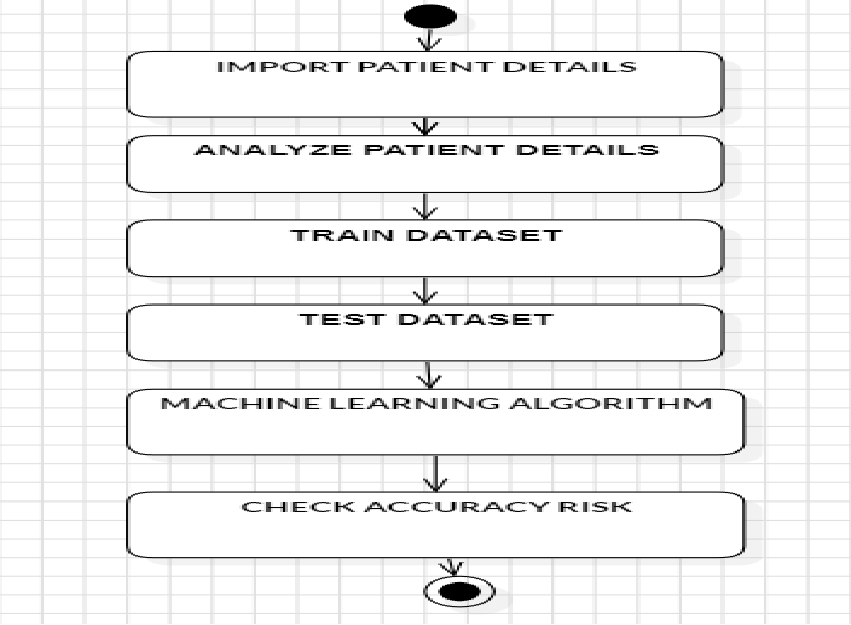 IMPORT PATIENT DETAILS
ANALYZE PATIENT DETAILS
TRAIN DATASET
TEST DATASET
MACHINE LEARNING ALGORITHM
CHECK ACCURACY RISK